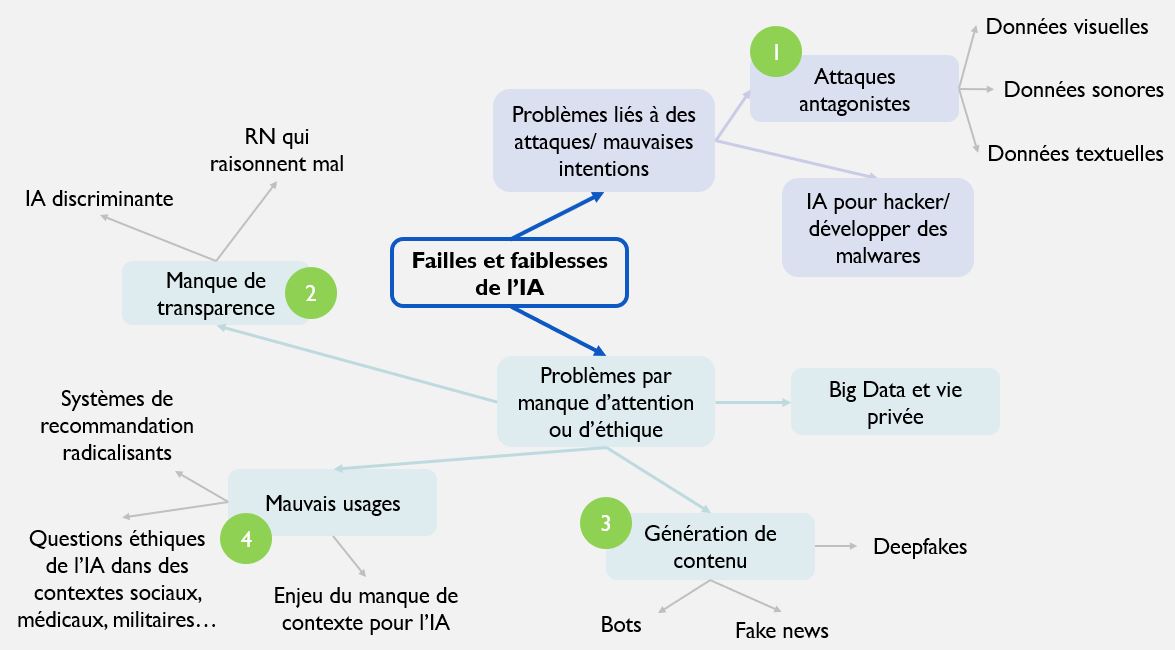 Données visuelles
1
Attaques
antagonistes
Données sonores
Données textuelles
Problèmes liés à des
attaques/ mauvaises
intentions
IA pour hacker/
développer des
malwares
RN qui
raisonnent mal
IA discriminante
Manque de
transparence
2
Failles et faiblesses
de l’IA
Problèmes par
manque d’attention
ou d’éthique
Big Data et vie
privée
Systèmes de
recommandation
radicalisants
Mauvais usages
4
Questions éthiques
de l’IA dans des
contextes sociaux,
médicaux, militaires…
Enjeu du manque de
contexte pour l’IA
3
Génération de
contenu
Deepfakes
Bots
Fake news